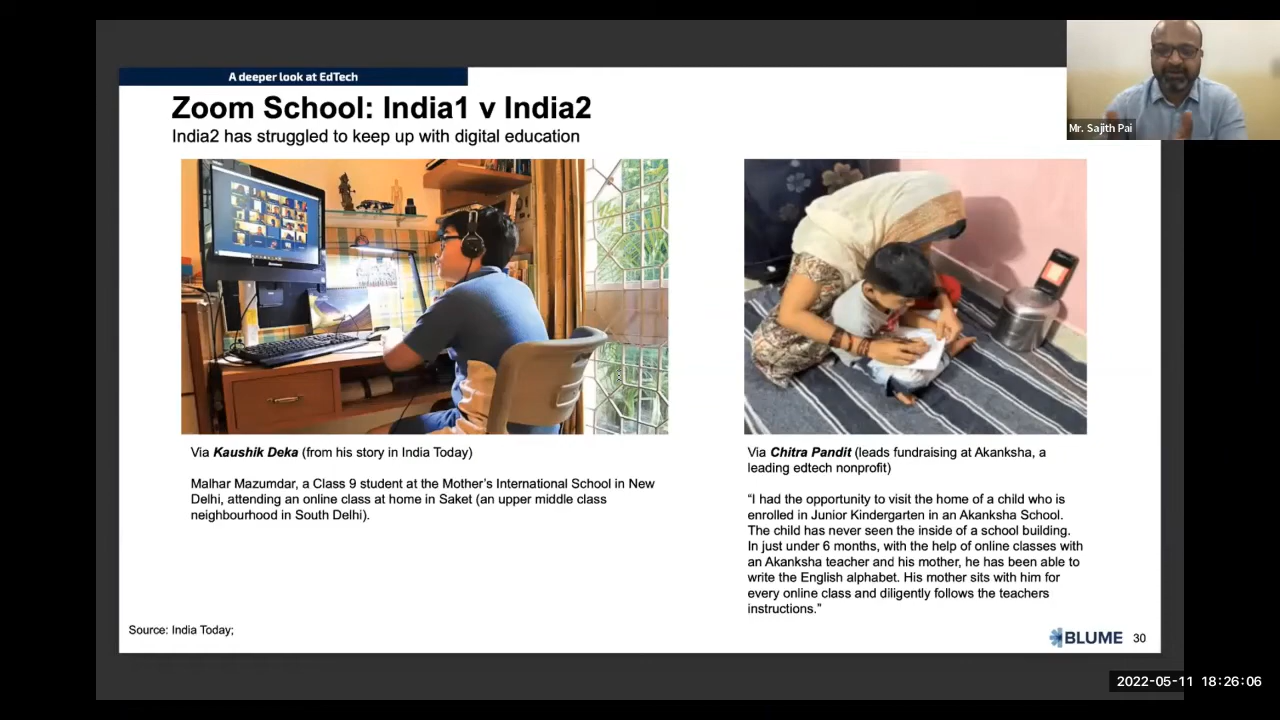 A deeper look at EdTech
Zoom School: India1 v India2
India2 has struggled to keep up with digital education
Mr. Sajith Pai
Via Kaushik Deka (from his story in India Today)
Malhar Mazumdar, a Class 9 student at the Mother's International School in New
Delhi, attending an online class at home in Saket (an upper middle class
neighbourhood in South Delhi).
Via Chitra Pandit (leads fundraising at Akanksha, a
leading edtech nonprofit)
“I had the opportunity to visit the home of a child who is
enrolled in Junior Kindergarten in an Akanksha School.
The child has never seen the inside of a school building.
In just under 6 months, with the help of online classes with
an Akanksha teacher and his mother, he has been able to
write the English alphabet. His mother sits with him for
every online class and diligently follows the teachers
instructions.”
Source: India Today;
BLUME 30
2022-05-11 18:26:06